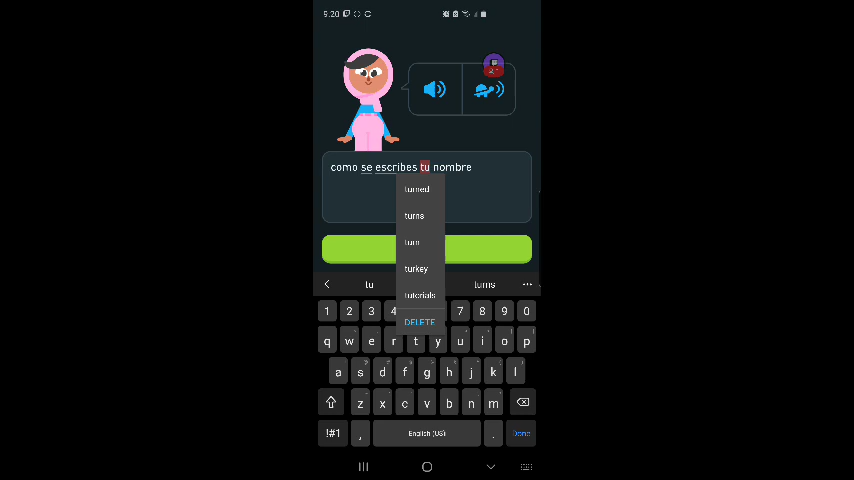 9.20
como se escribes tu nombre
turned
turns
turn
turkey
tutorials
DELETE
tu
turns
1 2 3 7 8 9 0
q w e r t y u i o p
a s d f g h j k l
z x c v b n m
!#1 , English (US) . Done